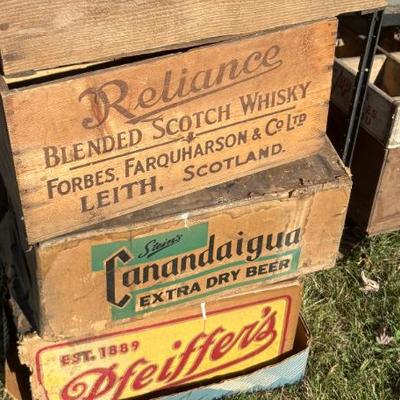 Reliance
BLENDED SCOTCH WHISKY
FORBES, FARQUHARSON & Co LTD
LEITH, SCOTLAND.
Stein's
Canandaigua
EXTRA DRY BEER
EST. 1889
Pfeiffer's